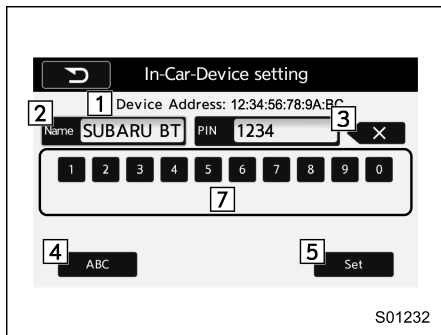 In-Car-Device setting
1 Device Address: 12:34:56:78:9A:BC
2 Name SUBARU BT PIN 1234 3 X
1 2 3 4 5 6 7 8 9 0
7
4 ABC 5 Set
S01232